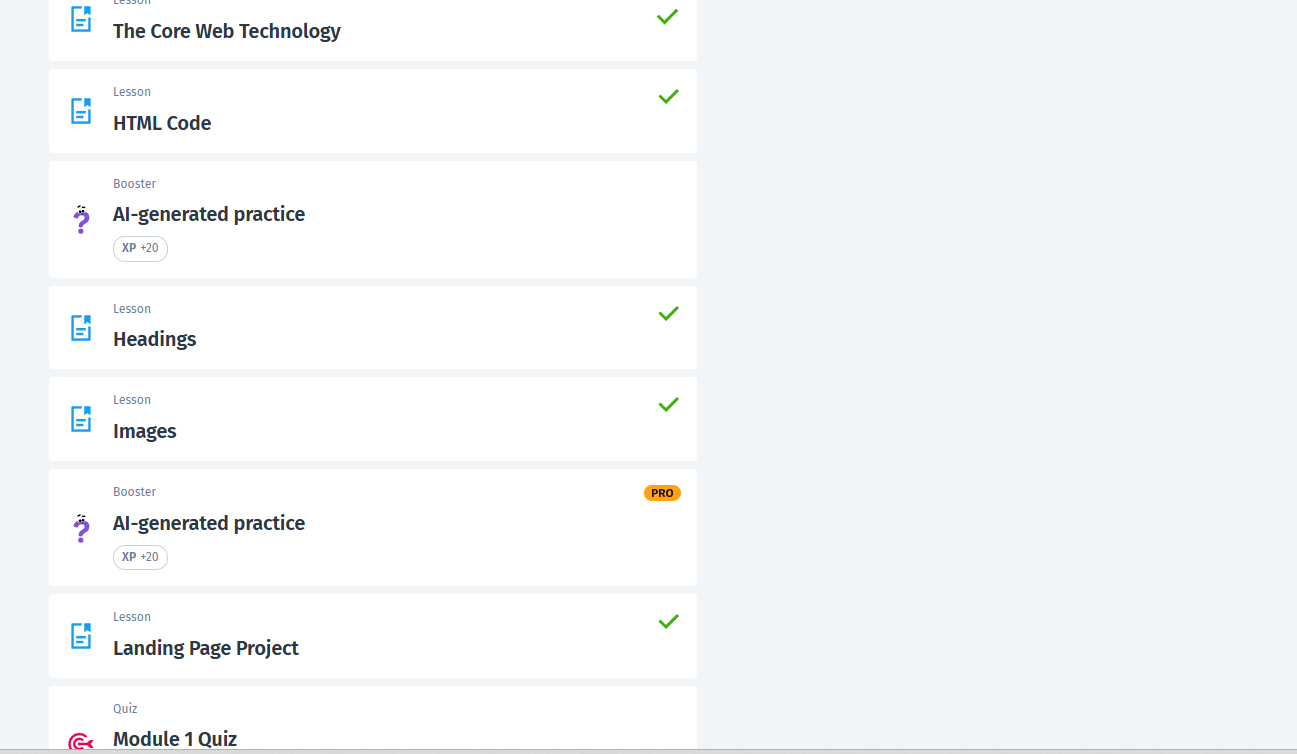 Lesson
The Core Web Technology
Lesson
HTML Code
Booster
AI-generated practice
XP +20
Lesson
Headings
Lesson
Images
Booster
PRO
AI-generated practice
XP +20
Lesson
Landing Page Project
Quiz
Module 1 Quiz